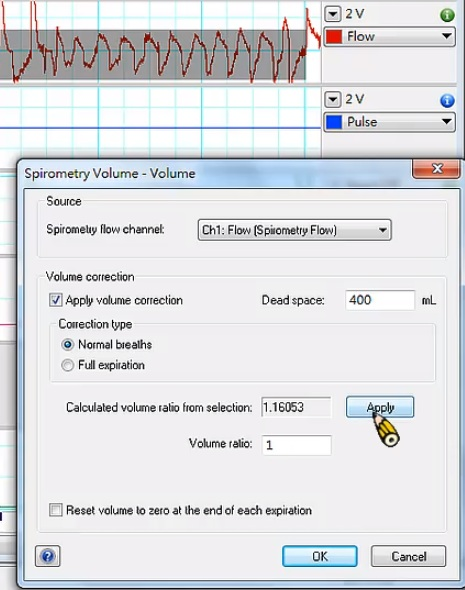 2 V
Flow
2 V
Pulse
Spirometry Volume - Volume
Source
Spirometry flow channel: Ch1: Flow (Spirometry Flow)
Volume correction
Apply volume correction Dead space: 400 mL
Correction type
Normal breaths
Full expiration
Calculated volume ratio from selection: 1.16053 Apply
Volume ratio: 1
Reset volume to zero at the end of each expiration
OK Cancel